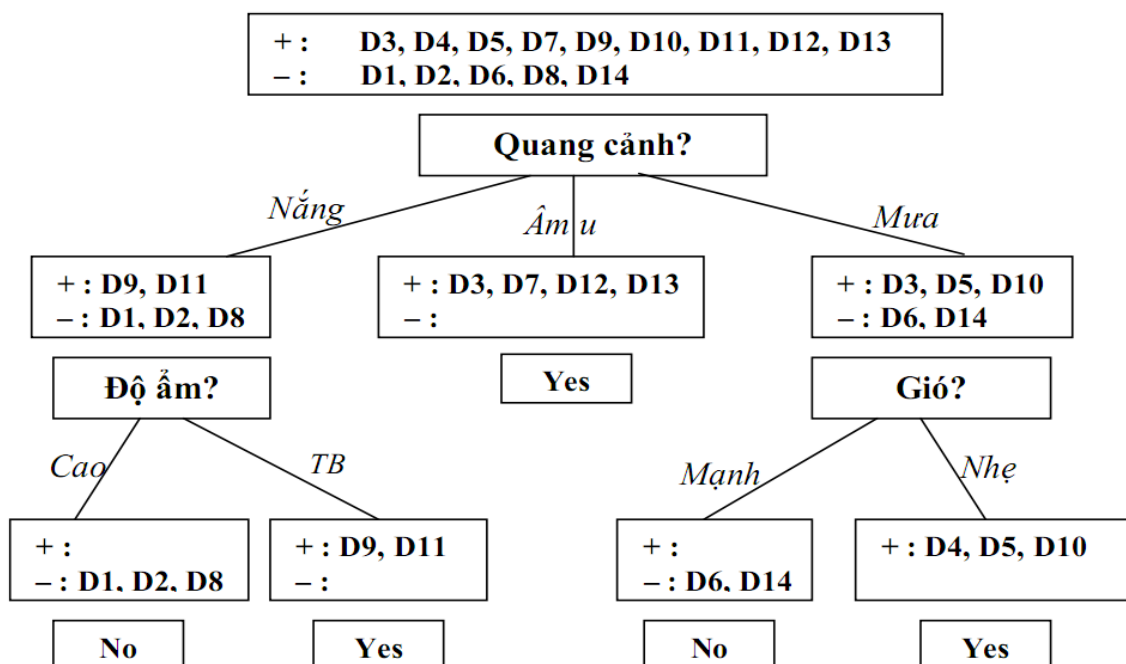 + : D3, D4, D5, D7, D9, D10, D11, D12, D13
– : D1, D2, D6, D8, D14
Quang cảnh?
Nắng
Âm u
Mưa
+ : D9, D11
– : D1, D2, D8
+ : D3, D7, D12, D13
– :
+ : D3, D5, D10
– : D6, D14
Độ ẩm?
Yes
Gió?
Cao
TB
Mạnh
Nhẹ
+ :
– : D1, D2, D8
+ : D9, D11
– :
+ :
– : D6, D14
+ : D4, D5, D10
No
Yes
No
Yes